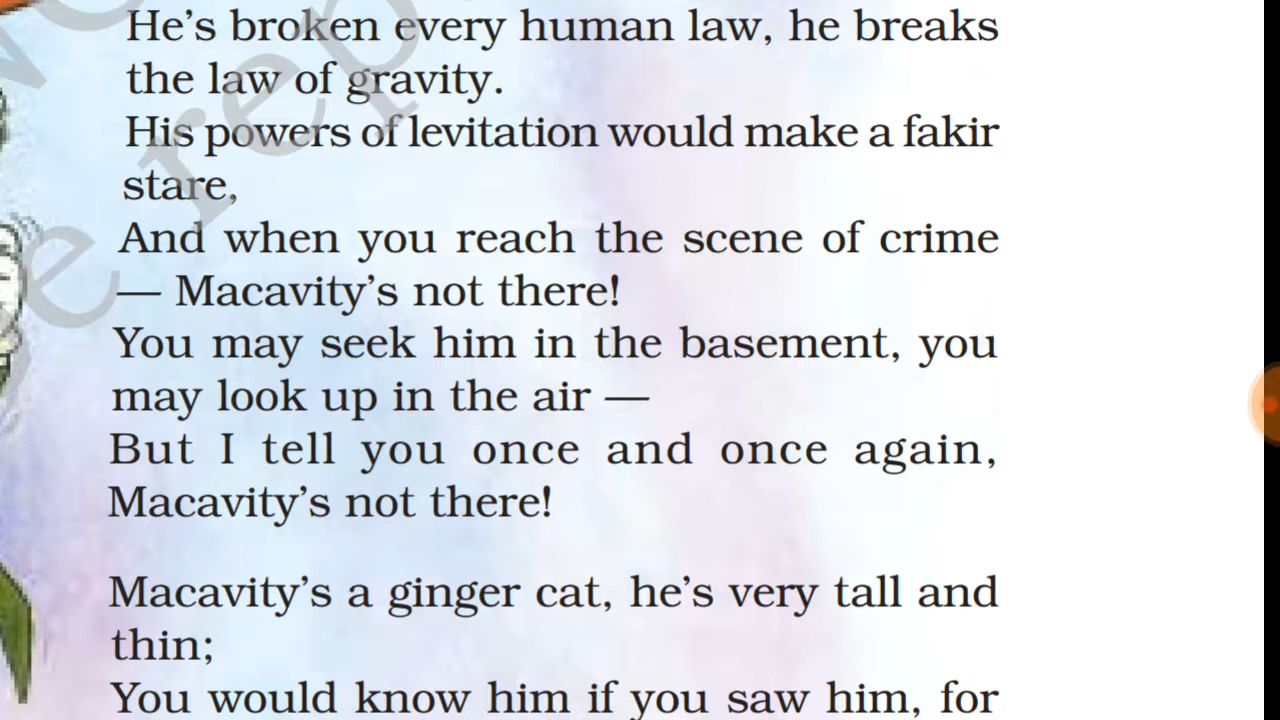 He's broken every human law, he breaks
the law of gravity.
His powers of levitation would make a fakir
stare,
And when you reach the scene of crime
— Macavity's not there!
You may seek him in the basement, you
may look up in the air —
But I tell you once and once again,
Macavity's not there!
Macavity's a ginger cat, he's very tall and
thin;
You would know him if you saw him, for